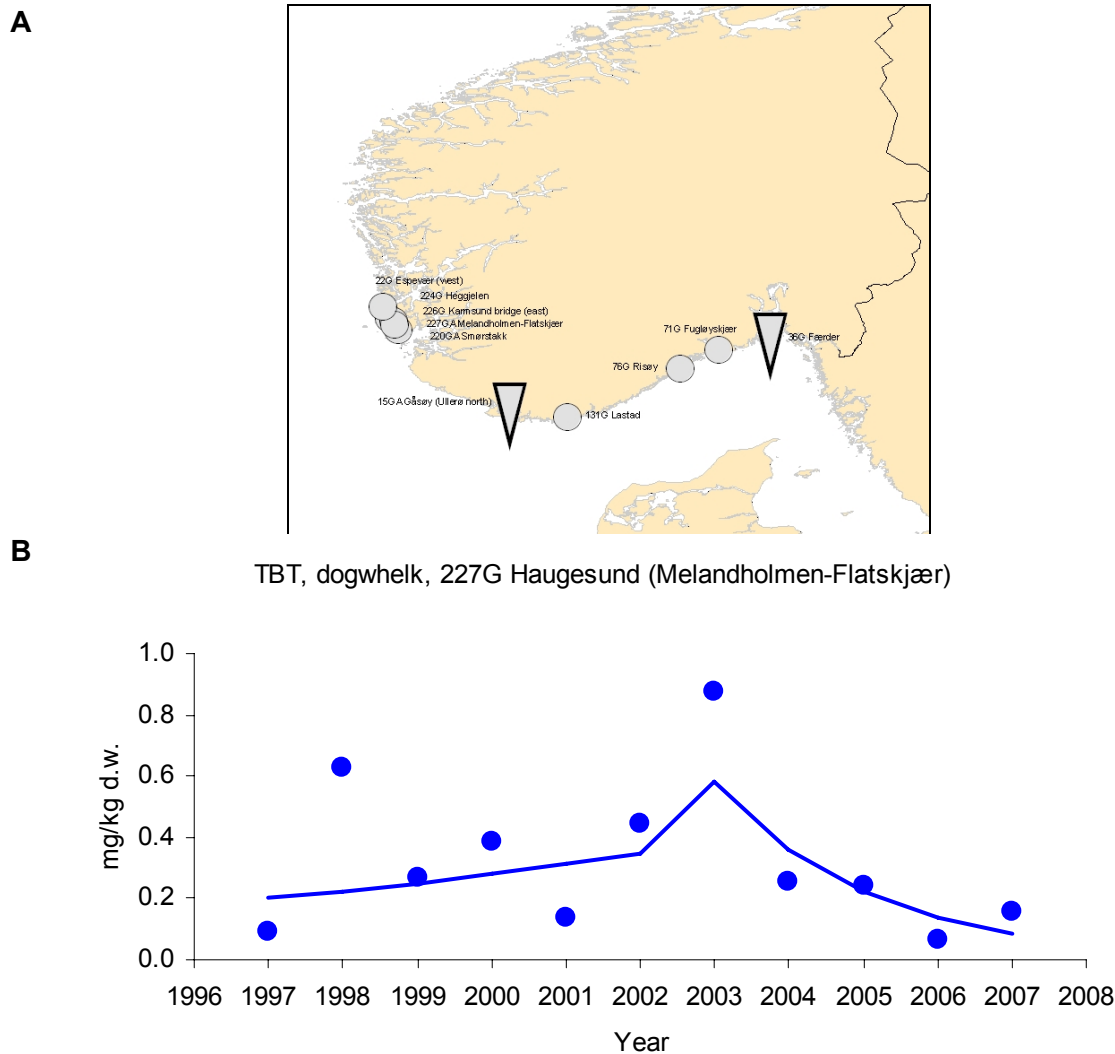 A
22G Espevær (west)
224G Heggjelen
226G Karmsund bridge (east)
227GA Melandholmen-Flatskjær
220GA Smørstakk
71G Fugløyskjær
36G Færder
76G Risøy
15GA Gåsøy (Ullerø north)
131G Lastad
B
TBT, dogwhelk, 227G Haugesund (Melandholmen-Flatskjær)
1.0
0.8
0.6
0.4
0.2
0.0
mg/kg d.w.
1996 1997 1998 1999 2000 2001 2002 2003 2004 2005 2006 2007 2008
Year